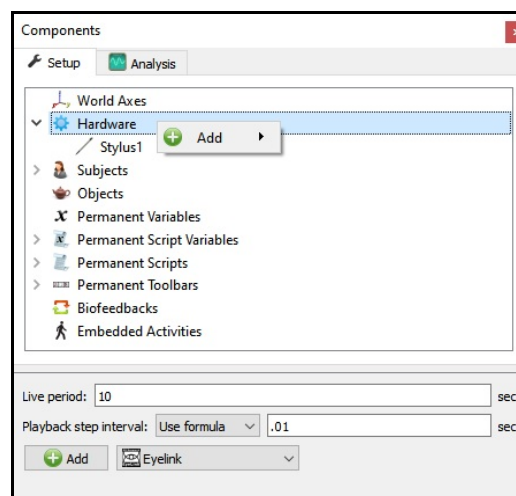 Components
Setup Analysis
World Axes
Hardware
Add
Stylus1
Subjects
Objects
Permanent Variables
Permanent Script Variables
Permanent Scripts
Permanent Toolbars
Biofeedbacks
Embedded Activities
Live period: 10 sec
Playback step interval: Use formula .01 sec
Add Eyelink